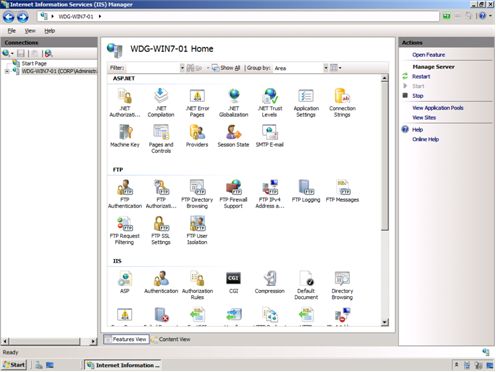 Internet Information Services (IIS) Manager
WDG-WIN7-01
File View Help
Connections
Start Page
WDG-WIN7-01 (CORP\Administra
WDG-WIN7-01 Home
Filter: Go Show All Group by: Area
ASP.NET
.NET Authorizati...
.NET Compilation
.NET Error Pages
.NET Globalization
.NET Trust Levels
Application Settings
Connection Strings
Machine Key
Pages and Controls
Providers
Session State
SMTP E-mail
FTP
FTP Authentication
FTP Authorizati...
FTP Directory Browsing
FTP Firewall Support
FTP IPv4 Address a...
FTP Logging
FTP Messages
FTP Request Filtering
FTP SSL Settings
FTP User Isolation
IIS
ASP
Authentication
Authorization Rules
CGI
Compression
Default Document
Directory Browsing
Features View
Content View
Actions
Open Feature
Manage Server
Restart
Start
Stop
View Application Pools
View Sites
Help
Online Help
Ready
Start
Internet Information ...